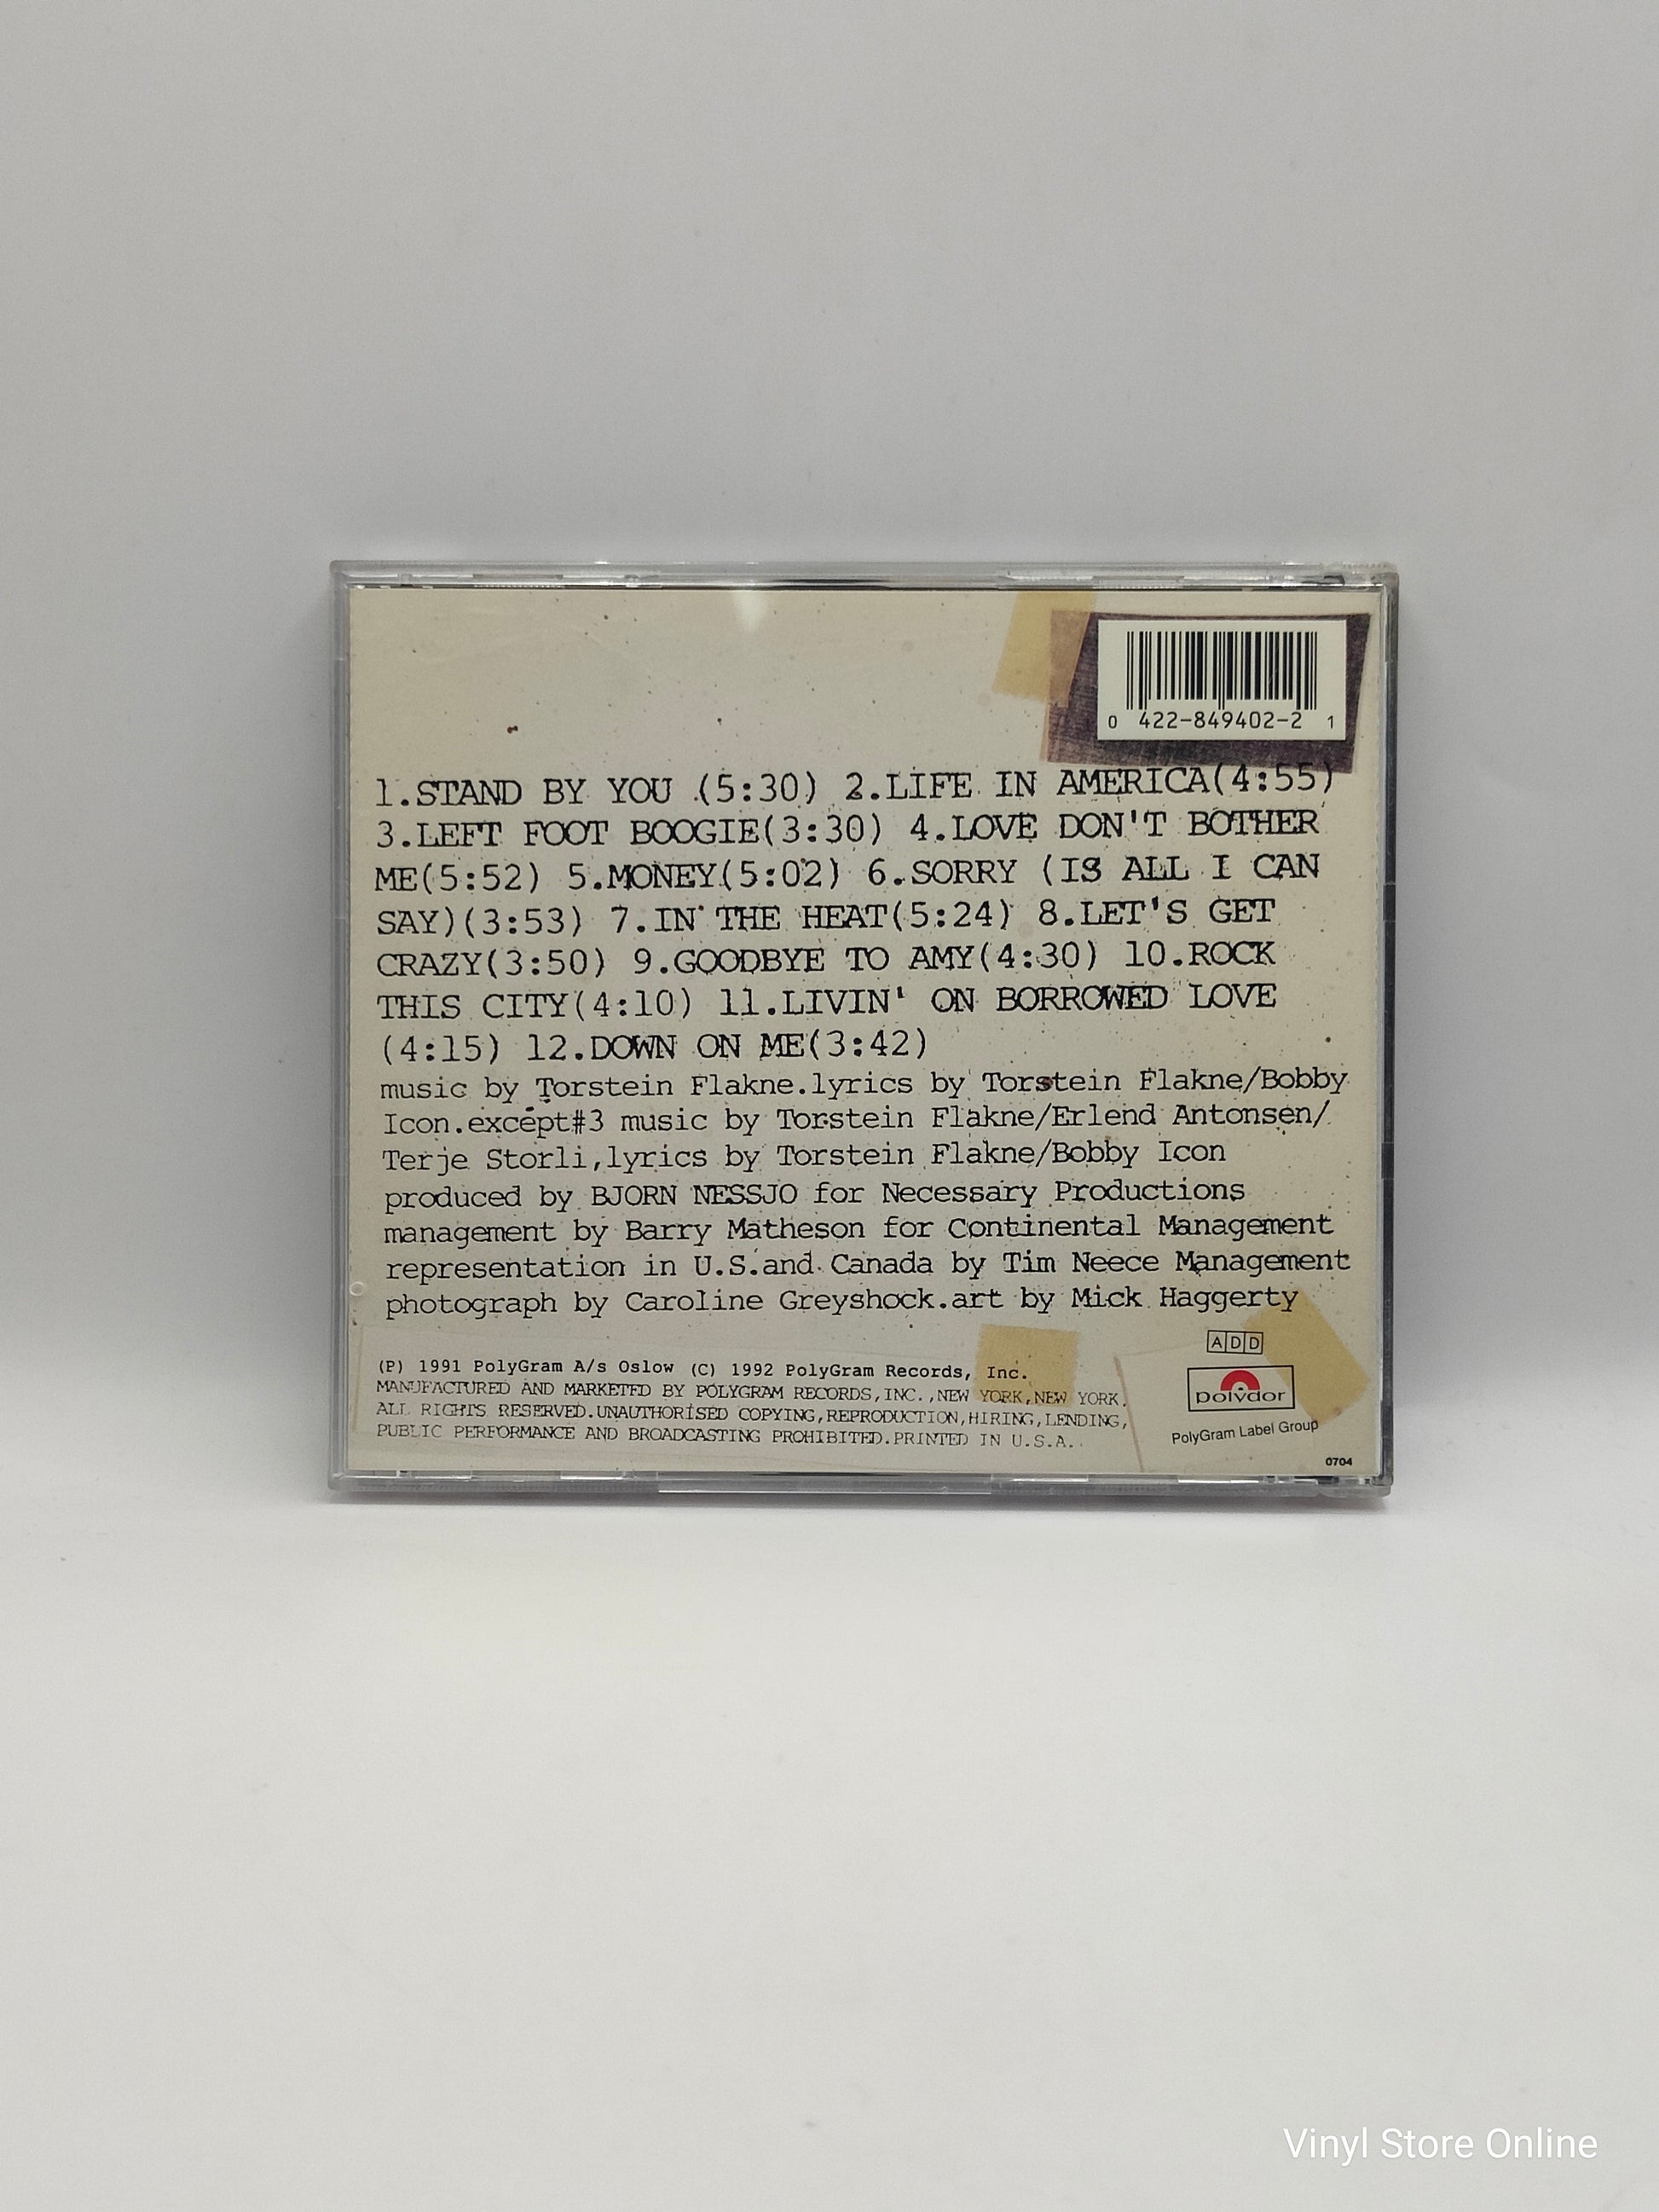 0 422-849402-2 1
1.STAND BY YOU (5:30) 2.LIFE IN AMERICA(4:55)
3.LEFT FOOT BOOGIE(3:30) 4.LOVE DON'T BOTHER
ME(5:52) 5.MONEY(5:02) 6.SORRY (IS ALL I CAN
SAY)(3:53) 7.IN THE HEAT(5:24) 8.LET'S GET
CRAZY(3:50) 9.GOODBYE TO AMY(4:30) 10.ROCK
THIS CITY(4:10) 11.LIVIN' ON BORROWED LOVE
(4:15) 12.DOWN ON ME(3:42)
music by Torstein Flakne.lyrics by Torstein Flakne/Bobby
Icon.except#3 music by Torstein Flakne/Erlend Antonsen/
Terje Storli,lyrics by Torstein Flakne/Bobby Icon
produced by BJORN NESSJO for Necessary Productions
management by Barry Matheson for Continental Management
representation in U.S.and Canada by Tim Neece Management
photograph by Caroline Greyshock.art by Mick Haggerty
ADD
(P) 1991 PolyGram A/s Oslow (C) 1992 PolyGram Records, Inc.
MANUFACTURED AND MARKETED BY POLYGRAM RECORDS,INC.,NEW YORK,NEW YORK.
ALL RIGHTS RESERVED.UNAUTHORISED COPYING,REPRODUCTION,HIRING,LENDING,
PUBLIC PERFORMANCE AND BROADCASTING PROHIBITED.PRINTED IN U.S.A.
polydor
PolyGram Label Group
0704
Vinyl Store Online